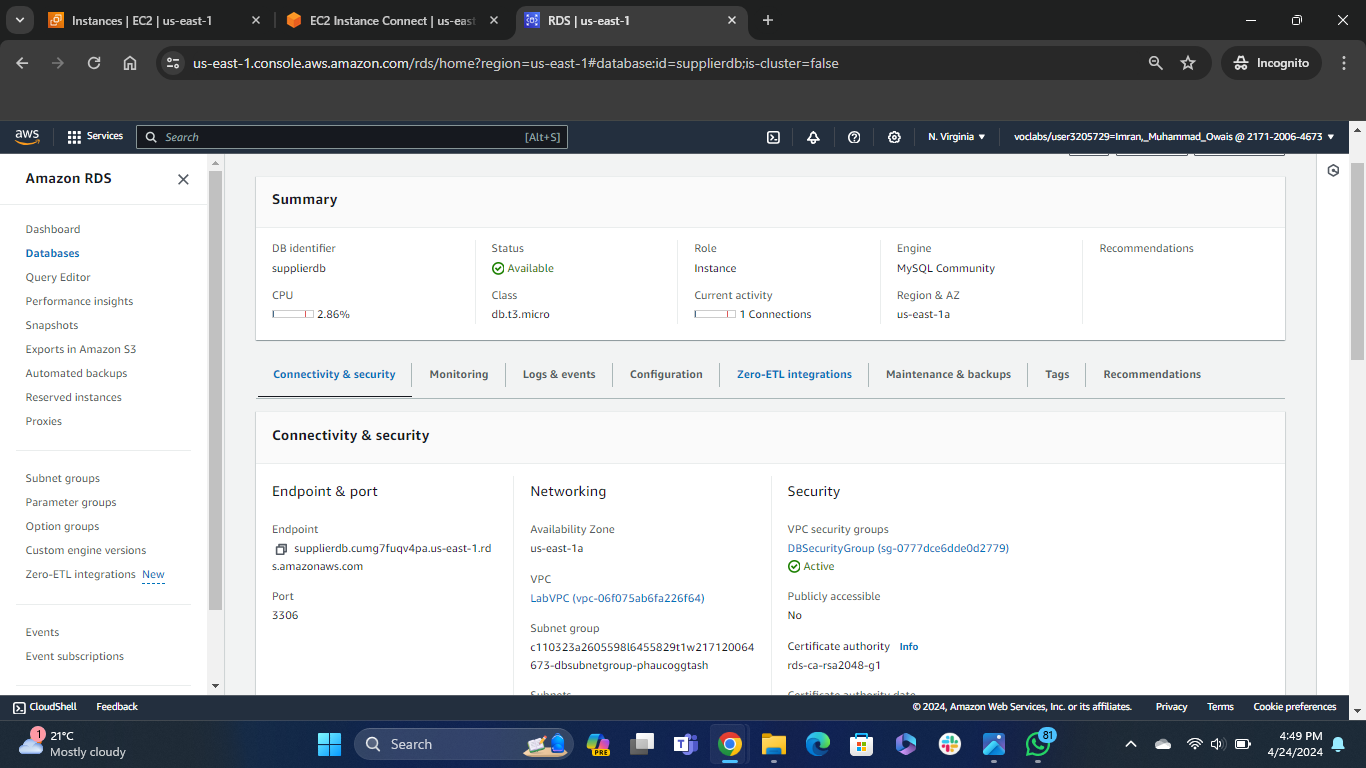 Instances | EC2 | us-east-1
EC2 Instance Connect | us-east
RDS | us-east-1
us-east-1.console.aws.amazon.com/rds/home?region=us-east-1#database:id=supplierdb;is-cluster=false
Incognito
aws
Services
Search
[Alt+S]
N. Virginia
voclabs/user3205729=Imran,_Muhammad_Owais @ 2171-2006-4673
Amazon RDS
Dashboard
Databases
Query Editor
Performance insights
Snapshots
Exports in Amazon S3
Automated backups
Reserved instances
Proxies
Subnet groups
Parameter groups
Option groups
Custom engine versions
Zero-ETL integrations New
Events
Event subscriptions
Summary
DB identifier
supplierdb
Status
Available
Role
Instance
Engine
MySQL Community
Recommendations
CPU
2.86%
Class
db.t3.micro
Current activity
1 Connections
Region & AZ
us-east-1a
Connectivity & security
Monitoring
Logs & events
Configuration
Zero-ETL integrations
Maintenance & backups
Tags
Recommendations
Connectivity & security
Endpoint & port
Endpoint
supplierdb.cumg7fuqv4pa.us-east-1.rd
s.amazonaws.com
Port
3306
Networking
Availability Zone
us-east-1a
VPC
LabVPC (vpc-06f075ab6fa226f64)
Subnet group
c110323a2605598l6455829t1w217120064
673-dbsubnetgroup-phaucoggtash
Subnets
Security
VPC security groups
DBSecurityGroup (sg-0777dce6dde0d2779)
Active
Publicly accessible
No
Certificate authority Info
rds-ca-rsa2048-g1
Certificate authority date
CloudShell
Feedback
© 2024, Amazon Web Services, Inc. or its affiliates.
Privacy
Terms
Cookie preferences
1
21°C
Mostly cloudy
Search
PRE
81
4:49 PM
4/24/2024